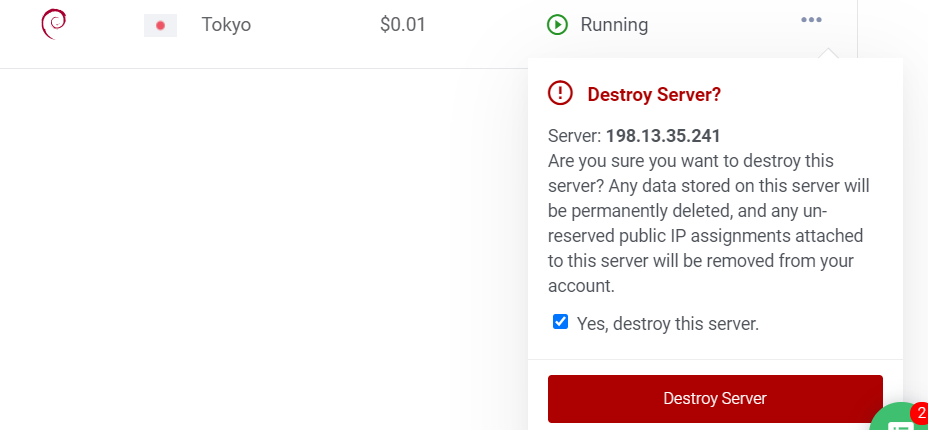 Tokyo $0.01 Running
Destroy Server?
Server: 198.13.35.241
Are you sure you want to destroy this
server? Any data stored on this server will
be permanently deleted, and any un-
reserved public IP assignments attached
to this server will be removed from your
account.
Yes, destroy this server.
Destroy Server
2